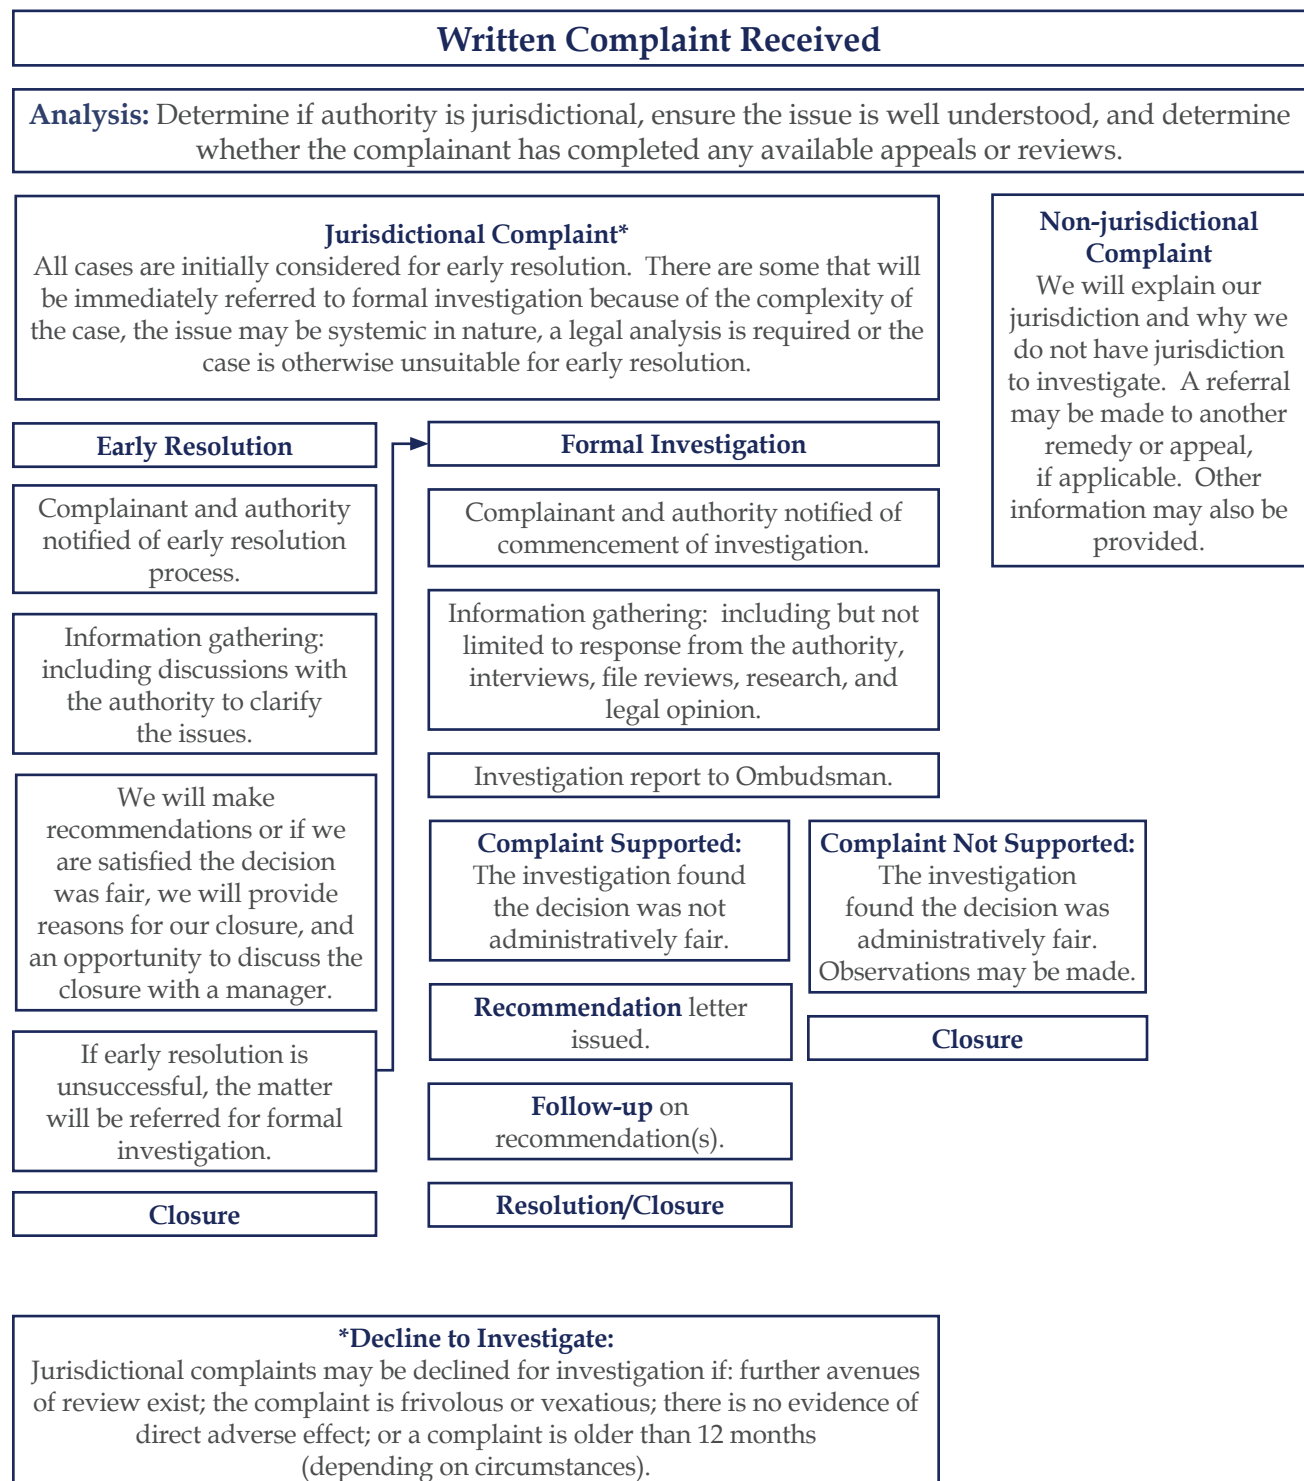 Written Complaint Received
Analysis: Determine if authority is jurisdictional, ensure the issue is well understood, and determine
whether the complainant has completed any available appeals or reviews.
Jurisdictional Complaint*
All cases are initially considered for early resolution.  There are some that will
be immediately referred to formal investigation because of the complexity of
the case, the issue may be systemic in nature, a legal analysis is required or the
case is otherwise unsuitable for early resolution.
Non-jurisdictional
Complaint
We will explain our
jurisdiction and why we
do not have jurisdiction
to investigate.  A referral
may be made to another
remedy or appeal,
if applicable.  Other
information may also be
provided.
Early Resolution
Complainant and authority
notified of early resolution
process.
Information gathering:
including discussions with
the authority to clarify
the issues.
We will make
recommendations or if we
are satisfied the decision
was fair, we will provide
reasons for our closure, and
an opportunity to discuss the
closure with a manager.
If early resolution is
unsuccessful, the matter
will be referred for formal
investigation.
Closure
Formal Investigation
Complainant and authority notified of
commencement of investigation.
Information gathering:  including but not
limited to response from the authority,
interviews, file reviews, research, and
legal opinion.
Investigation report to Ombudsman.
Complaint Supported:
The investigation found
the decision was not
administratively fair.
Recommendation letter
issued.
Follow-up on
recommendation(s).
Resolution/Closure
Complaint Not Supported:
The investigation
found the decision was
administratively fair.
Observations may be made.
Closure
*Decline to Investigate:
Jurisdictional complaints may be declined for investigation if: further avenues
of review exist; the complaint is frivolous or vexatious; there is no evidence of
direct adverse effect; or a complaint is older than 12 months
(depending on circumstances).